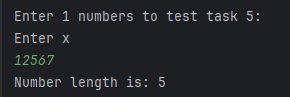 Enter 1 numbers to test task 5:
Enter x
12567
Number length is: 5